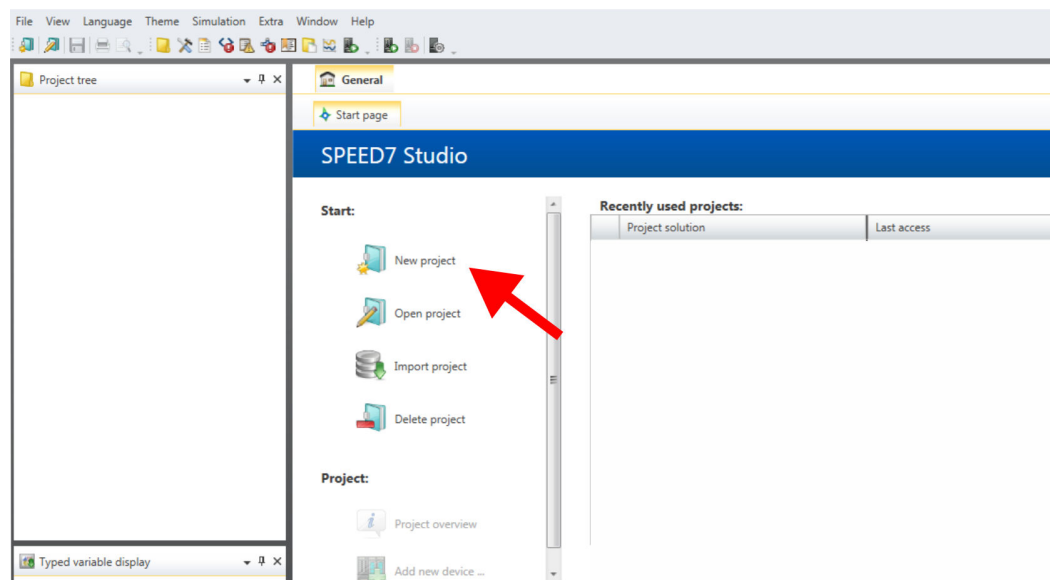 File View Language Theme Simulation Extra Window Help
Project tree
General
Start page
SPEED7 Studio
Start:
New project
Open project
Import project
Delete project
Project:
Project overview
Add new device ...
Recently used projects:
Project solution Last access
Typed variable display